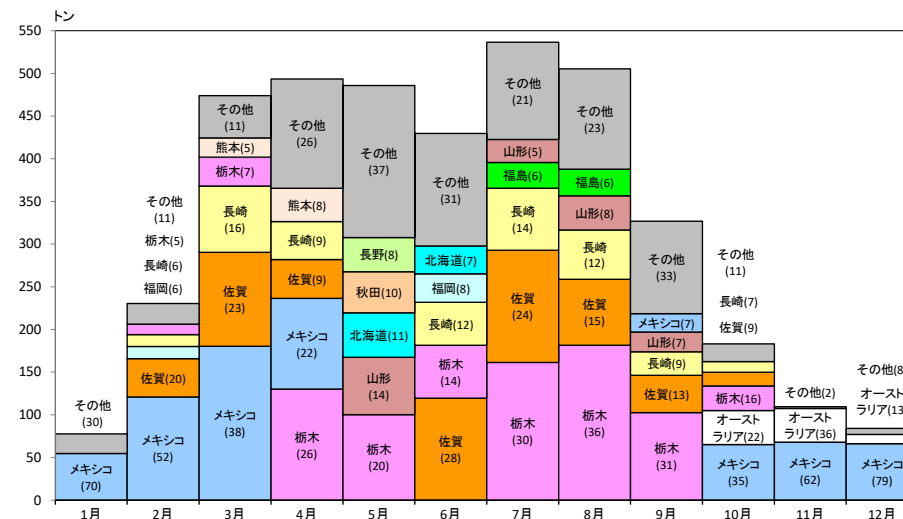 トン
550
500
450
400
350
300
250
200
150
100
50
0
その他
(30)
メキシコ
(70)
その他
(11)
栃木(5)
長崎(6)
福岡(6)
佐賀(20)
メキシコ
(52)
その他
(11)
熊本(5)
栃木(7)
長崎
(16)
佐賀
(23)
メキシコ
(38)
その他
(26)
熊本(8)
長崎(9)
佐賀(9)
メキシコ
(22)
栃木
(26)
その他
(37)
長野(8)
秋田(10)
北海道(11)
山形
(14)
栃木
(20)
その他
(31)
北海道(7)
福岡(8)
長崎(12)
栃木
(14)
佐賀
(28)
その他
(21)
山形(5)
福島(6)
長崎
(14)
佐賀
(24)
栃木
(30)
その他
(23)
福島(6)
山形(8)
長崎
(12)
佐賀
(15)
栃木
(36)
その他
(33)
メキシコ(7)
山形(7)
長崎(9)
佐賀(13)
栃木
(31)
その他
(11)
長崎(7)
佐賀(9)
栃木(16)
オースト
ラリア(22)
メキシコ
(35)
その他(2)
オースト
ラリア(36)
メキシコ
(62)
その他(8
オースト
ラリア(13
メキシコ
(79)
1月
2月
3月
4月
5月
6月
7月
8月
9月
10月
11月
12月